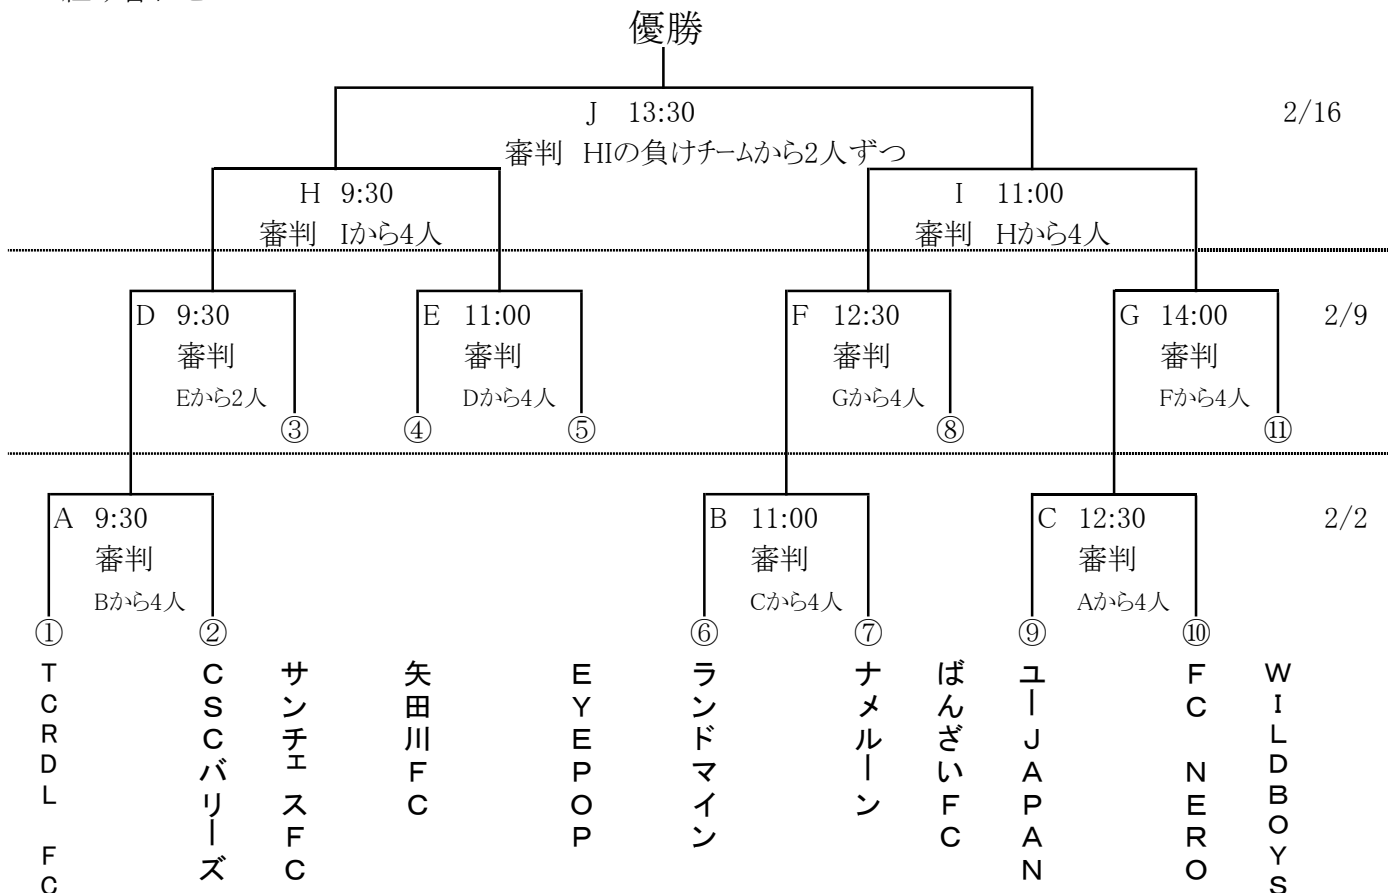 優勝
J 13:30
2/16
審判 HIの負けチームから2人ずつ
H 9:30
I 11:00
審判 Iから4人
審判 Hから4人
D 9:30
E 11:00
F 12:30
G 14:00
2/9
審判
審判
審判
審判
Eから2人
Dから4人
Gから4人
Fから4人
③
④
⑤
⑧
⑪
A 9:30
B 11:00
C 12:30
2/2
審判
審判
審判
Bから4人
Cから4人
Aから4人
①
②
⑥
⑦
⑨
⑩
TCRDL FC
CSCバリーズ
サンチェスFC
矢田川FC
EYEPOP
ランドマイン
ナメルーン
ばんざいFC
ユーJAPAN
FC NERO
WILDBOYS